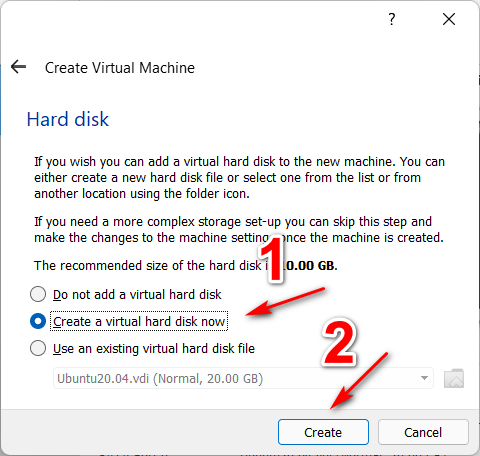 ?
Create Virtual Machine
Hard disk
If you wish you can add a virtual hard disk to the new machine. You can
either create a new hard disk file or select one from the list or from
another location using the folder icon.
If you need a more complex storage set-up you can skip this step and
make the changes to the machine settings once the machine is created.
The recommended size of the hard disk is 10.00 GB.
1
Do not add a virtual hard disk
Create a virtual hard disk now
Use an existing virtual hard disk file
2
Ubuntu20.04.vdi (Normal, 20.00 GB)
Create
Cancel